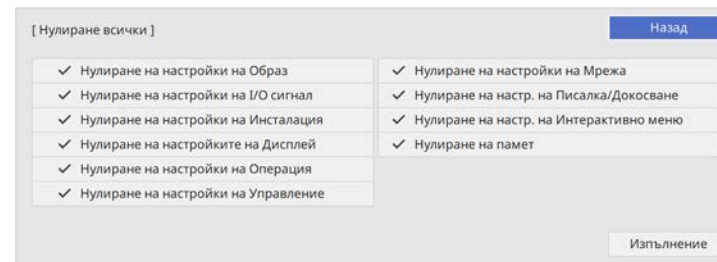 [ Нулиране всички ]
Назад
Нулиране на настройки на Образ
Нулиране на настройки на I/O сигнал
Нулиране на настройки на Инсталация
Нулиране на настройките на Дисплей
Нулиране на настройки на Операция
Нулиране на настройки на Управление
Нулиране на настройки на Мрежа
Нулиране на настр. на Писалка/Докосване
Нулиране на настр. на Интерактивно меню
Нулиране на памет
Изпълнение